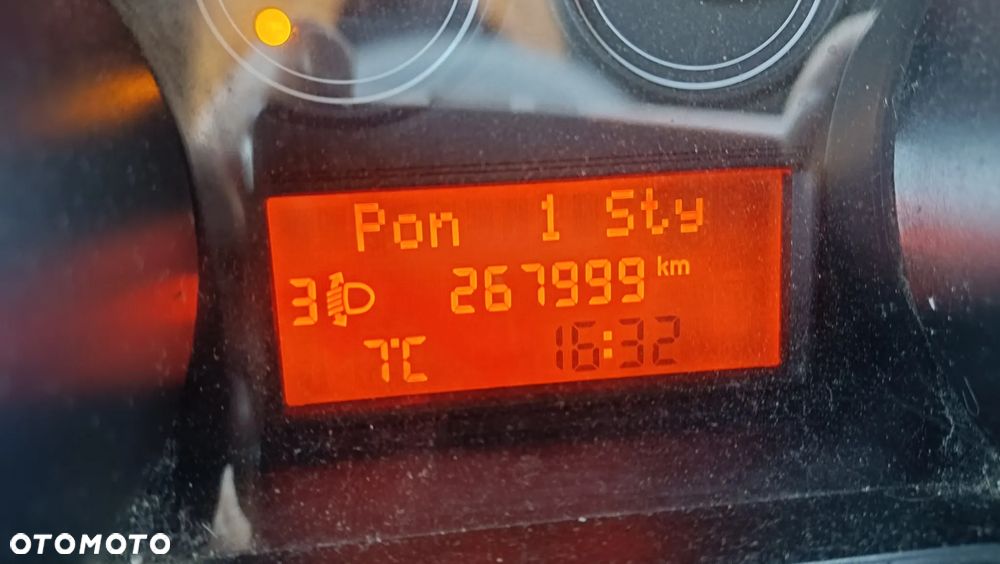 Pon 1 Sty
3 267999 km
7°C 16:32
OTOMOTO